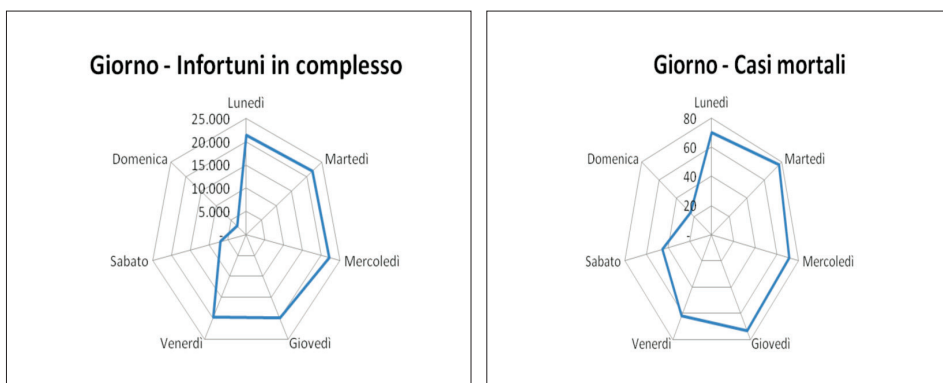 Giorno - Infortuni in complesso
Lunedì
25.000
20.000
15.000
10.000
5.000
-
Domenica
Martedì
Sabato
Mercoledì
Venerdì
Giovedì
Giorno - Casi mortali
Lunedì
80
60
40
20
-
Domenica
Martedì
Sabato
Mercoledì
Venerdì
Giovedì